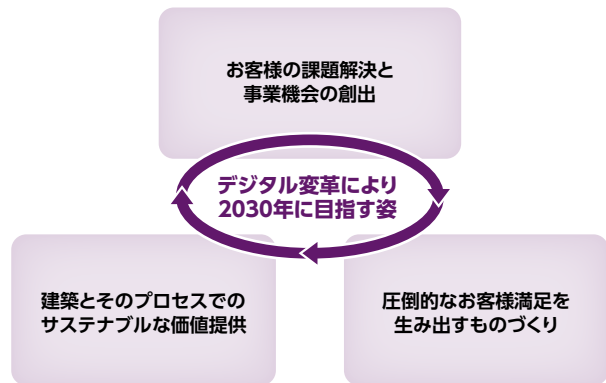 お客様の課題解決と
事業機会の創出
デジタル変革により
2030年に目指す姿
建築とそのプロセスでの
サステナブルな価値提供
圧倒的なお客様満足を
生み出すものづくり